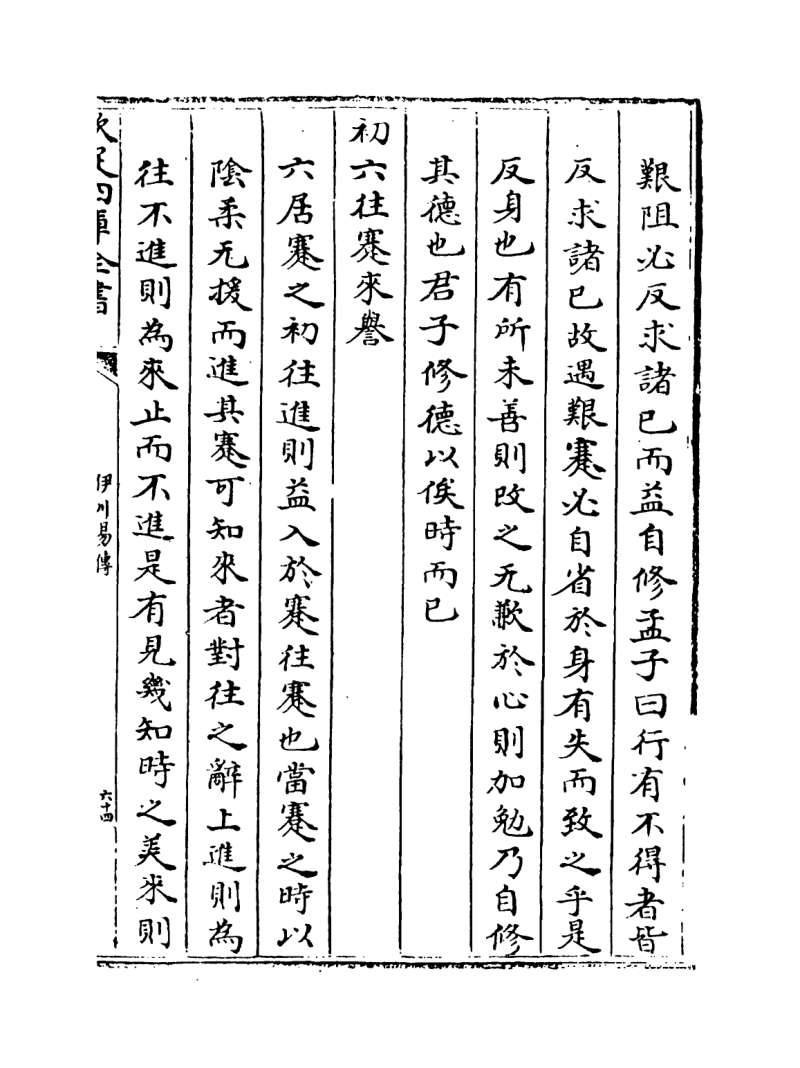 艱阻必反求諸已而益自修孟子曰行有不得者皆
反求諸已故遇艱蹇必自省於身有失而致之乎是
反身也有所未善則改之无歉於心則加勉乃自修
其德也君子修德以俟時而已
初六往蹇來譽
六居蹇之初往進則益入於蹇往蹇也當蹇之時以
陰柔无援而進其蹇可知來者對往之辭上進則為
往不進則為來止而不進是有見幾知時之美來則
欽定四庫全書
伊川易傳
六十四